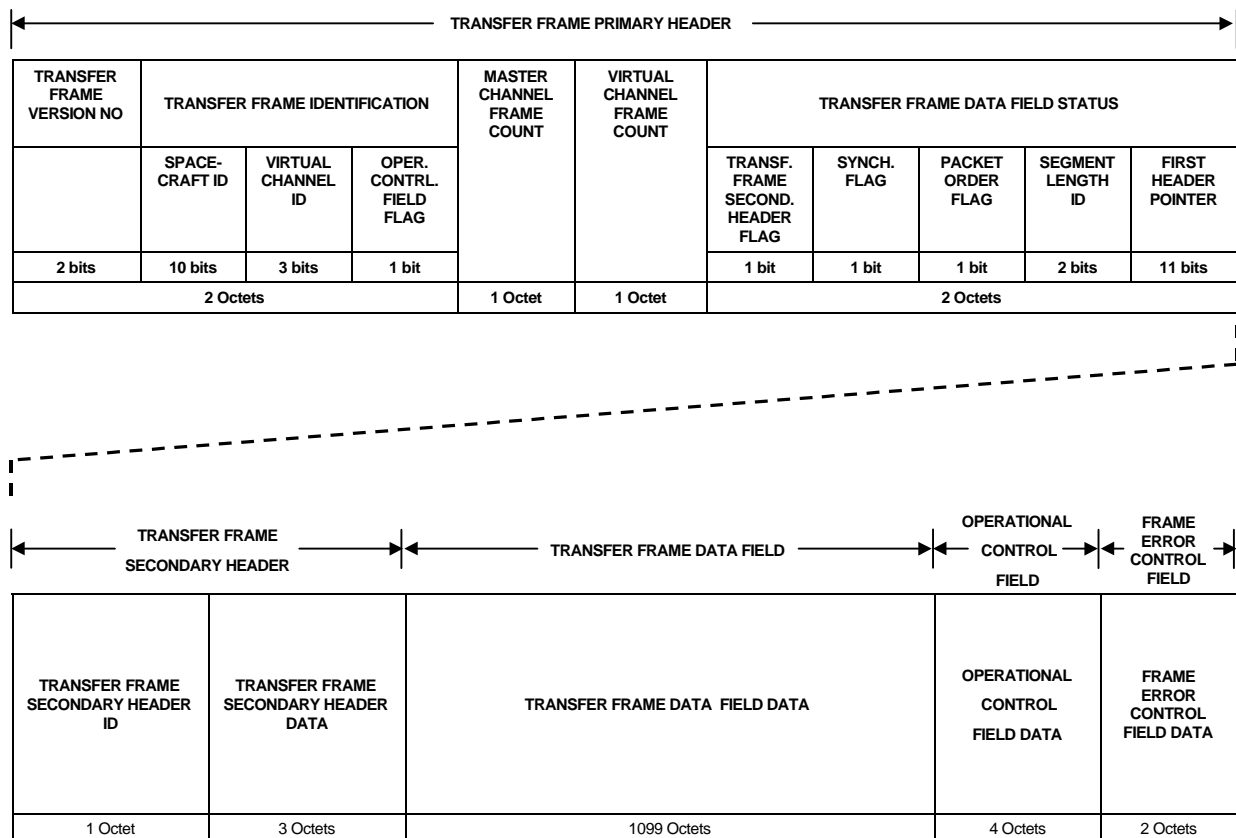 TRANSFER FRAME PRIMARY HEADER
TRANSFER
FRAME
VERSION NO
TRANSFER FRAME IDENTIFICATION
MASTER
CHANNEL
FRAME
COUNT
VIRTUAL
CHANNEL
FRAME
COUNT
TRANSFER FRAME DATA FIELD STATUS
SPACE-
CRAFT ID
VIRTUAL
CHANNEL
ID
OPER.
CONTRL.
FIELD
FLAG
TRANSF.
FRAME
SECOND.
HEADER
FLAG
SYNCH.
FLAG
PACKET
ORDER
FLAG
SEGMENT
LENGTH
ID
FIRST
HEADER
POINTER
2 bits
10 bits
3 bits
1 bit
1 bit
1 bit
1 bit
2 bits
11 bits
2 Octets
1 Octet
1 Octet
2 Octets
TRANSFER FRAME
SECONDARY HEADER
TRANSFER FRAME DATA FIELD
OPERATIONAL
CONTROL
FIELD
FRAME
ERROR
CONTROL
FIELD
TRANSFER FRAME
SECONDARY HEADER
ID
TRANSFER FRAME
SECONDARY HEADER
DATA
TRANSFER FRAME DATA FIELD DATA
OPERATIONAL
CONTROL
FIELD DATA
FRAME
ERROR
CONTROL
FIELD DATA
1 Octet
3 Octets
1099 Octets
4 Octets
2 Octets